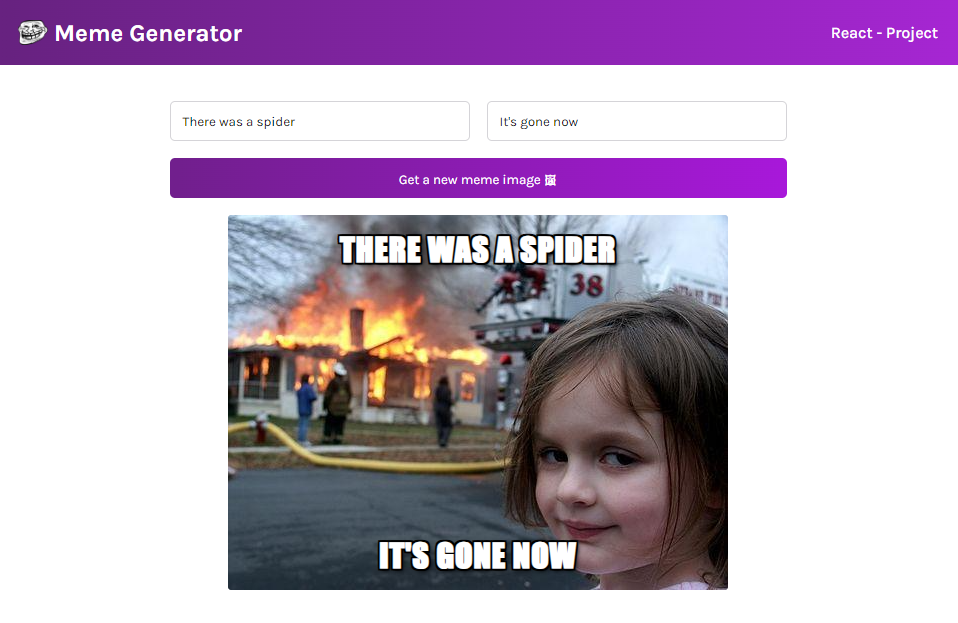 Meme Generator
React - Project
There was a spider
It's gone now
Get a new meme image 🖼
THERE WAS A SPIDER
38
IT'S GONE NOW